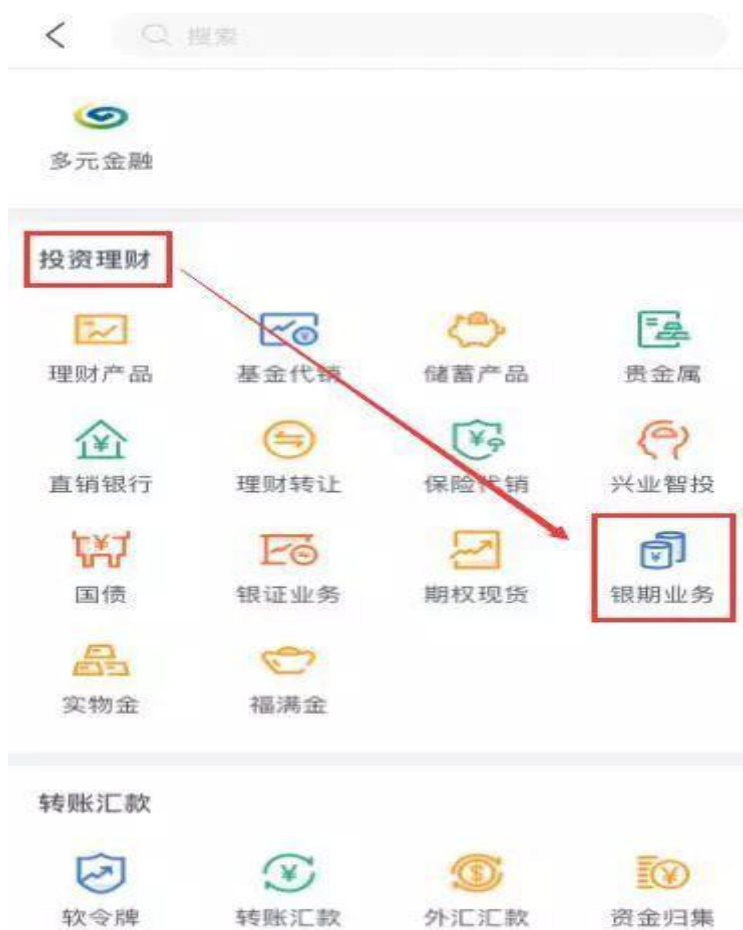 搜索
多元金融
投资理财
理财产品 基金代销 储蓄产品 贵金属
直销银行 理财转让 保险代销 兴业智投
国债 银证业务 期权现货 银期业务
实物金 福满金
转账汇款
软令牌 转账汇款 外汇汇款 资金归集